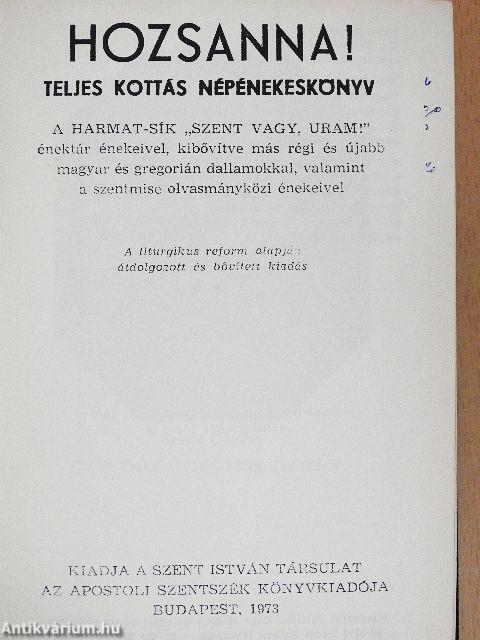 HOZSANNA!
TELJES KOTTÁS NÉPÉNEKESKÖNYV
A HARMAT-SÍK „SZENT VAGY, URAM!"
énektár énekeivel, kibővítve más régi és újabb
magyar és gregorián dallamokkal, valamint
a szentmise olvasmányközi énekeivel
A liturgikus reform alapján
átdolgozott és bővített kiadás
KIADJA A SZENT ISTVÁN TÁRSULAT
AZ APOSTOLI SZENTSZÉK KÖNYVKIADÓJA
BUDAPEST, 1973
Antikvárium.hu